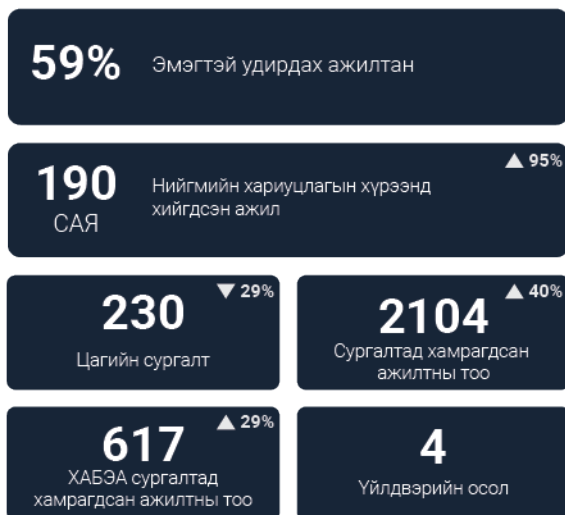 59%
Эмэгтэй удирдах ажилтан
▲ 95%
190
САЯ
Нийгмийн хариуцлагын хүрээнд
хийгдсэн ажил
▼ 29%
230
Цагийн сургалт
▲ 40%
2104
Сургалтад хамрагдсан
ажилтны тоо
▲ 29%
617
ХАБЭА сургалтад
хамрагдсан ажилтны тоо
4
Үйлдвэрийн осол